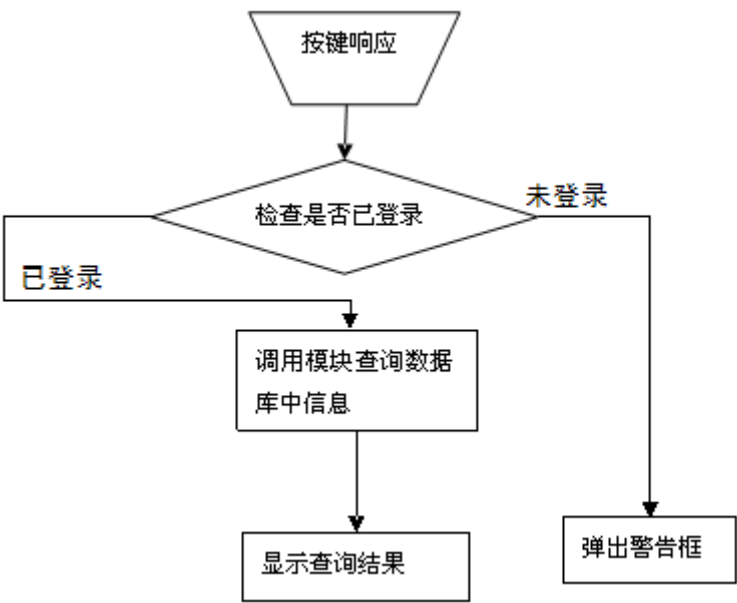 按键响应
检查是否已登录
未登录
已登录
调用模块查询数据
库中信息
显示查询结果
弹出警告框